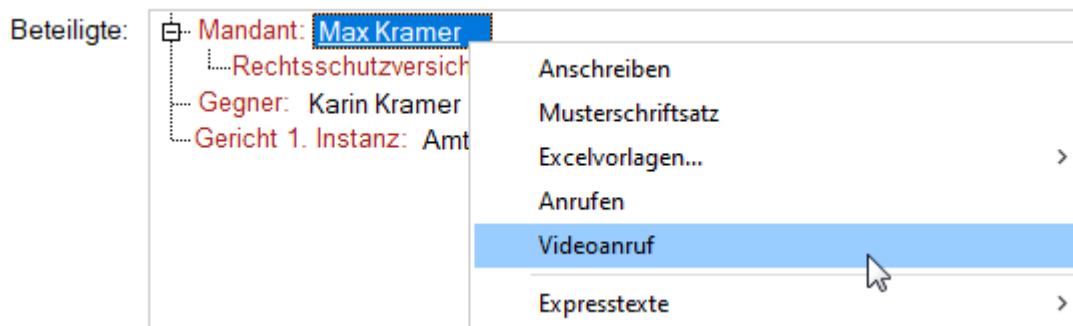 Beteiligte: Mandant: Max Kramer
Rechtsschutzversich
Gegner: Karin Kramer
Gericht 1. Instanz: Amt
Anschreiben
Musterschriftsatz
Excelvorlagen...
Anrufen
Videoanruf
Expresstexte